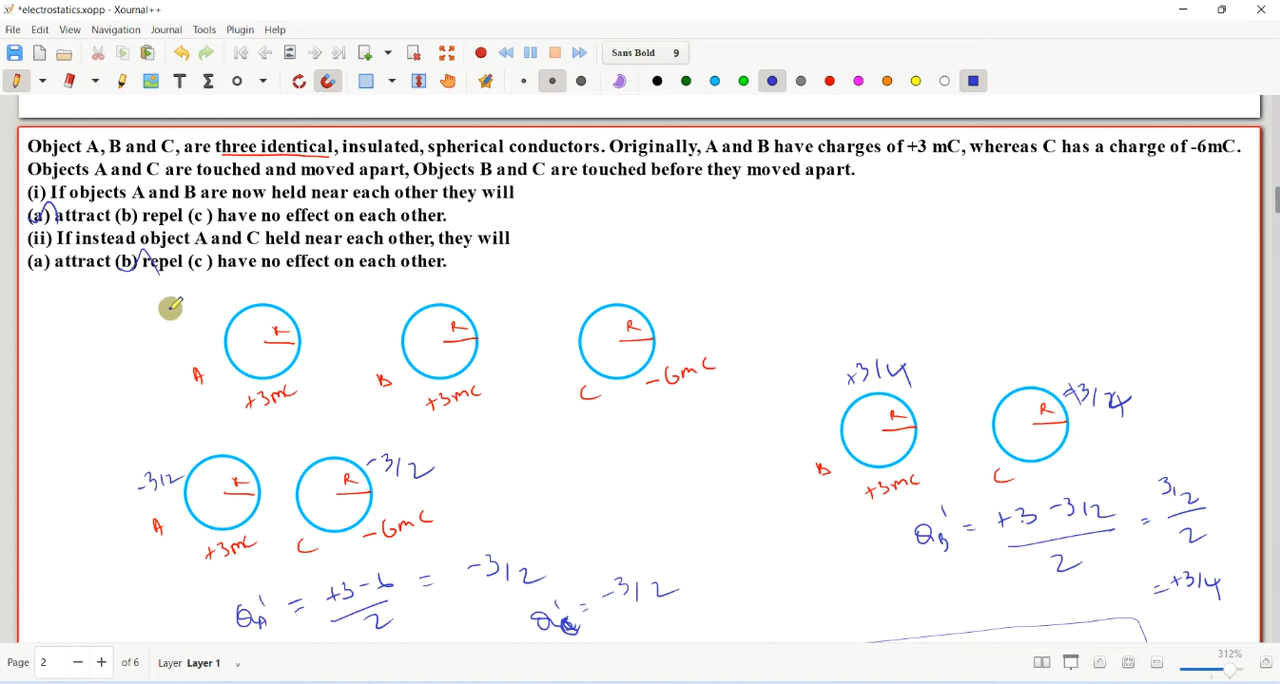 *electrostatics.xopp - Xournal++
File Edit View Navigation Journal Tools Plugin Help
Sans Bold 9
Object A, B and C, are three identical, insulated, spherical conductors. Originally, A and B have charges of +3 mC, whereas C has a charge of -6mC.
Objects A and C are touched and moved apart, Objects B and C are touched before they moved apart.
(i) If objects A and B are now held near each other they will
(a) attract (b) repel (c ) have no effect on each other.
(ii) If instead object A and C held near each other, they will
(a) attract (b) repel (c ) have no effect on each other.
R R R
A +3mC B +3mC C -6mC
+3/4 +3/4
R R
B +3mC C
-3/2 -3/2
R R
A +3mC C -6mC
QB' = +3 -3/2 / 2 = 3/2 / 2
= +3/4
QA' = +3-6 / 2 = -3/2
QC' = -3/2
Page 2 of 6 Layer Layer 1 312%